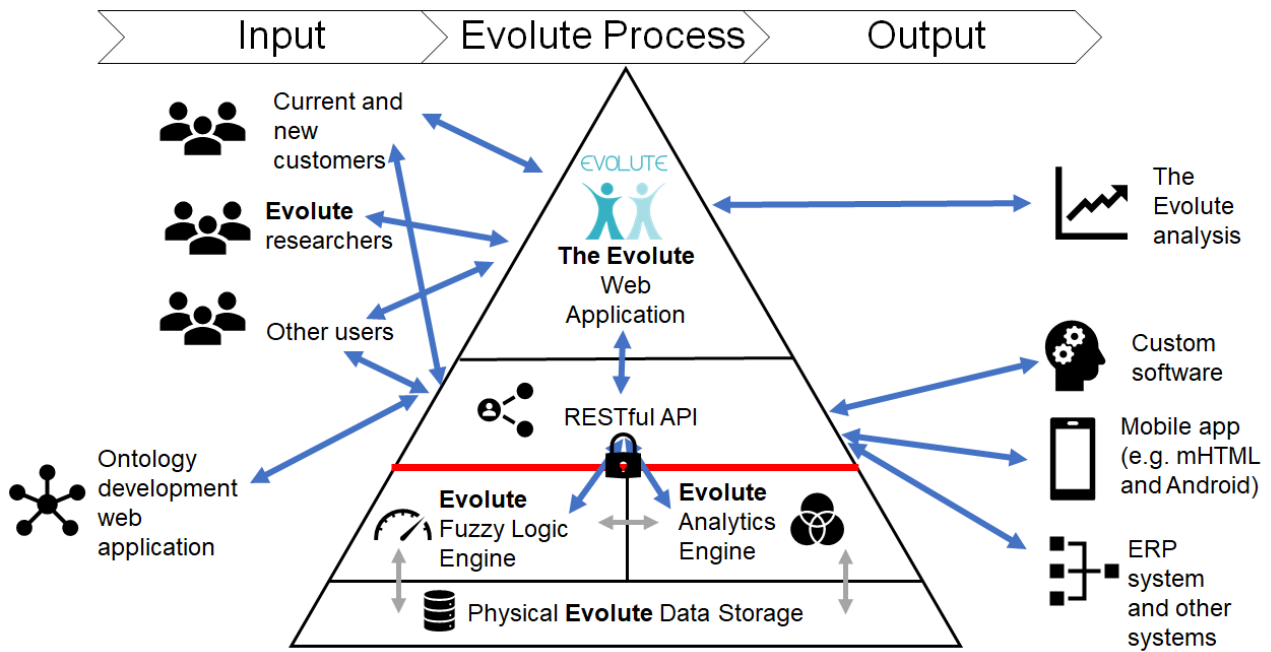 Input
Evolute Process
Output
Current and
new
customers
Evolute
researchers
Other users
Ontology
development
web
application
EVOLUTE
The Evolute
Web
Application
RESTful API
Evolute
Fuzzy Logic
Engine
Evolute
Analytics
Engine
Physical Evolute Data Storage
The
Evolute
analysis
Custom
software
Mobile app
(e.g. mHTML
and Android)
ERP
system
and other
systems